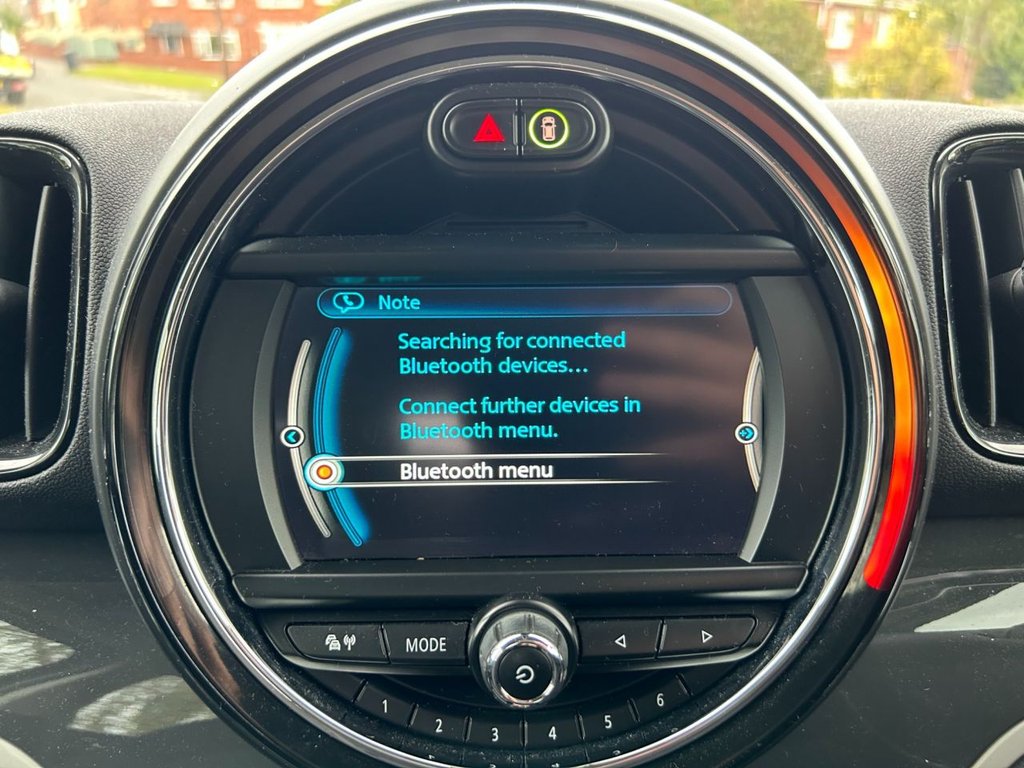 Note
Searching for connected
Bluetooth devices...
Connect further devices in
Bluetooth menu.
Bluetooth menu
MODE
1 2 3 4 5 6